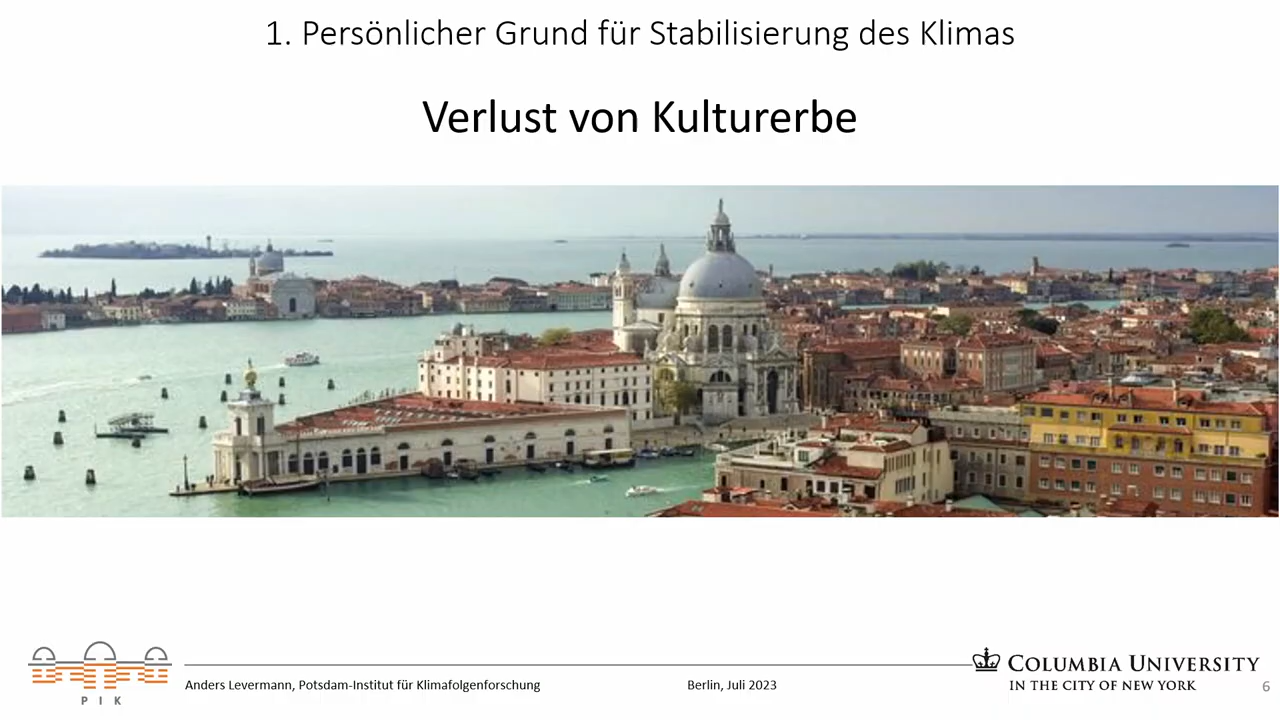 1. Persönlicher Grund für Stabilisierung des Klimas
Verlust von Kulturerbe
PIK
Anders Levermann, Potsdam-Institut für Klimafolgenforschung
Berlin, Juli 2023
COLUMBIA UNIVERSITY
IN THE CITY OF NEW YORK
6